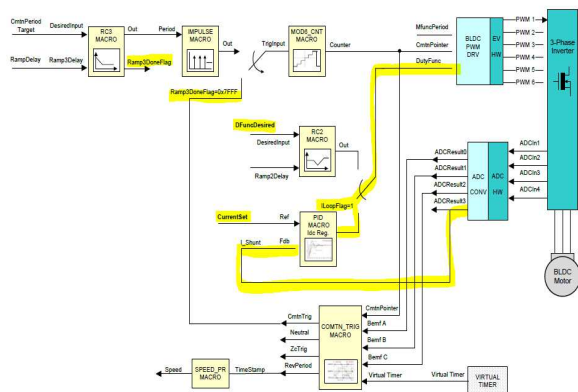 CmtnPeriod
Target
DesiredInput
RampDelay
Ramp3Delay
RC3
MACRO
Out
Period
Ramp3DoneFlag
IMPULSE
MACRO
Out
TrigInput
MOD6_CNT
MACRO
Counter
MfuncPeriod
CmtnPointer
DutyFunc
BLDC
PWM
DRV
EV
HW
PWM 1
PWM 2
PWM 3
PWM 4
PWM 5
PWM 6
3-Phase
Inverter
Ramp3DoneFlag=0x7FFF
DFuncDesired
DesiredInput
Ramp2Delay
RC2
MACRO
Out
ILoopFlag=1
CurrentSet
Ref
I_Shunt
Fdb
PID
MACRO
Idc Reg.
ADCResult0
ADCResult1
ADCResult2
ADCResult3
ADC
CONV
ADC
HW
ADCIn1
ADCIn2
ADCIn3
ADCIn4
BLDC
Motor
CmtnTrig
Neutral
ZcTrig
RevPeriod
COMTN_TRIG
MACRO
CmtnPointer
Bemf A
Bemf B
Bemf C
Virtual Timer
Speed
SPEED_PR
MACRO
TimeStamp
Virtual Timer
VIRTUAL
TIMER